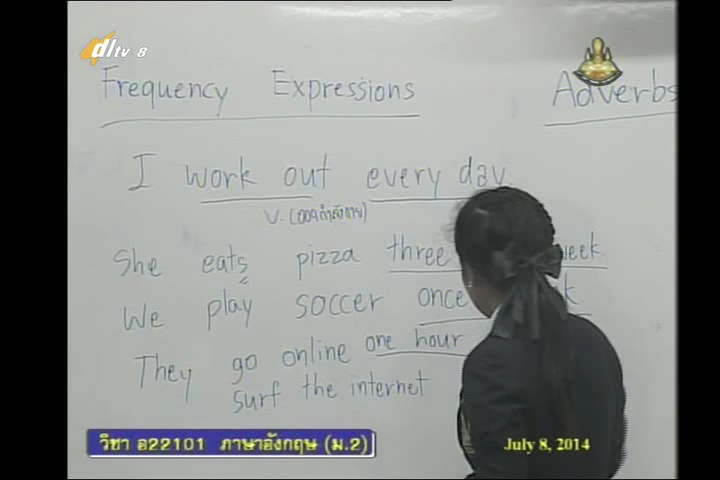 dltv 8
Frequency Expressions Adverbs
I work out every day
V. (ออกกำลังกาย)
She eats pizza three week
We play soccer once
They go online one hour
surf the internet
วิชา อ22101 ภาษาอังกฤษ (ม.2)
July 8, 2014